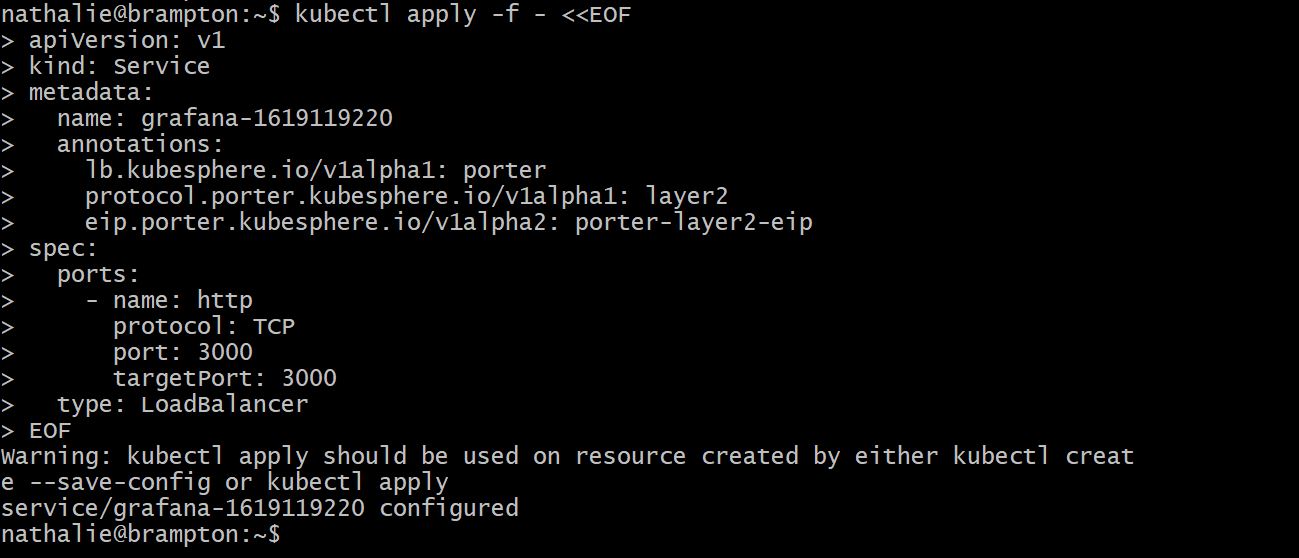 nathalie@brampton:~$ kubectl apply -f - <<EOF
> apiVersion: v1
> kind: Service
> metadata:
>   name: grafana-1619119220
>   annotations:
>     lb.kubesphere.io/v1alpha1: porter
>     protocol.porter.kubesphere.io/v1alpha1: layer2
>     eip.porter.kubesphere.io/v1alpha2: porter-layer2-eip
> spec:
>   ports:
>     - name: http
>       protocol: TCP
>       port: 3000
>       targetPort: 3000
>   type: LoadBalancer
> EOF
Warning: kubectl apply should be used on resource created by either kubectl creat
e --save-config or kubectl apply
service/grafana-1619119220 configured
nathalie@brampton:~$